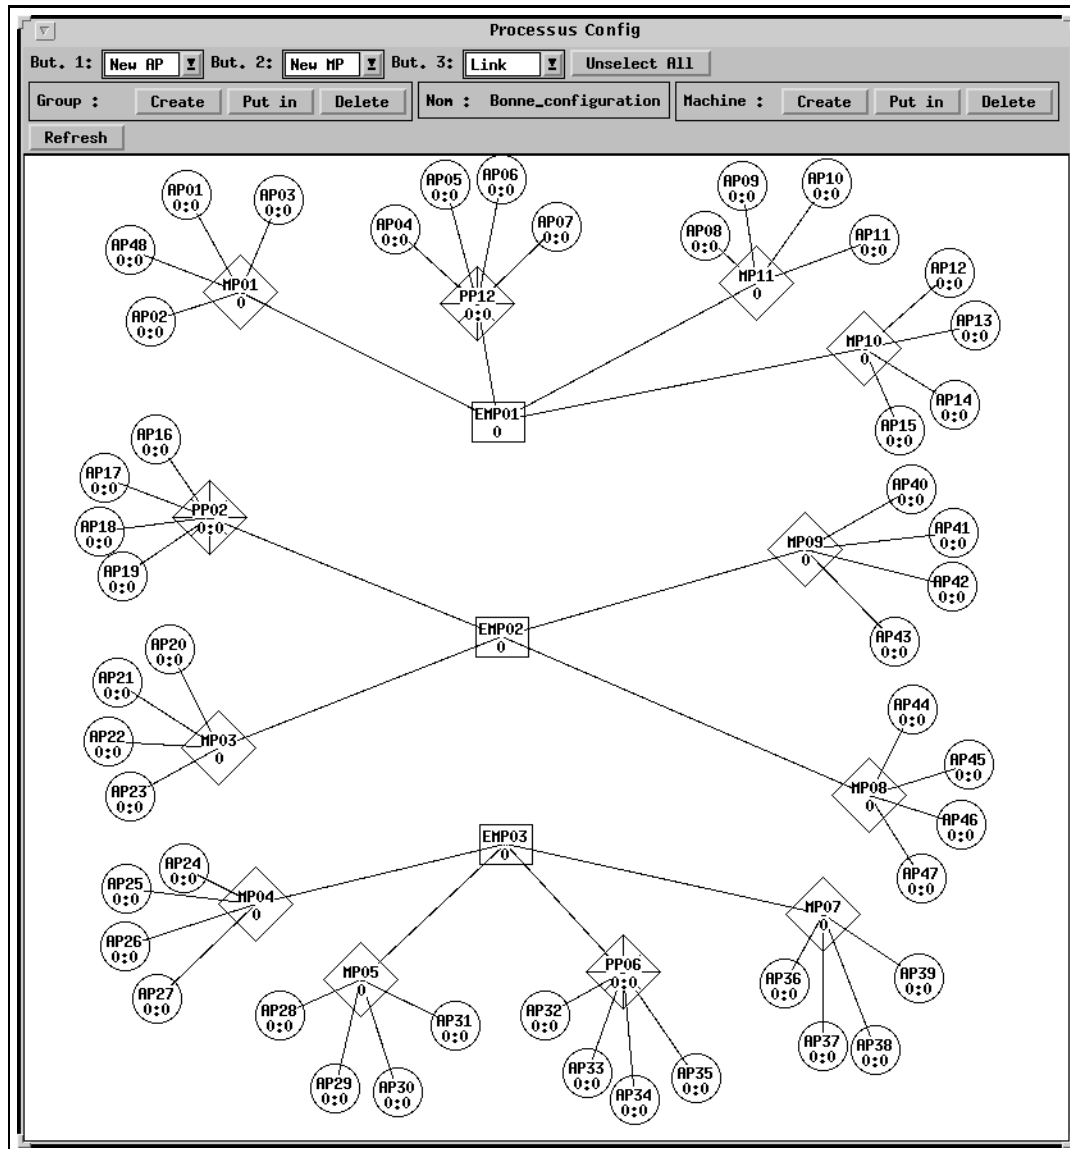 Processus Config
But. 1: New AP But. 2: New MP But. 3: Link Unselect All
Group : Create Put in Delete Nom : Bonne_configuration Machine : Create Put in Delete
Refresh
AP01
0:0
AP03
0:0
AP48
0:0
AP02
0:0
MP01
0
AP05
0:0
AP06
0:0
AP04
0:0
AP07
0:0
PP12
0:0
AP09
0:0
AP10
0:0
AP08
0:0
AP11
0:0
MP11
0
AP12
0:0
AP13
0:0
MP10
0
AP14
0:0
AP15
0:0
EMP01
0
AP16
0:0
AP17
0:0
AP18
0:0
AP19
0:0
PP02
0:0
AP40
0:0
AP41
0:0
MP09
0
AP42
0:0
AP43
0:0
EMP02
0
AP20
0:0
AP21
0:0
AP22
0:0
AP23
0:0
MP03
0
AP44
0:0
AP45
0:0
MP08
0
AP46
0:0
AP47
0:0
EMP03
0
AP24
0:0
AP25
0:0
AP26
0:0
AP27
0:0
MP04
0
MP05
0
AP28
0:0
AP31
0:0
AP29
0:0
AP30
0:0
PP06
0:0
AP32
0:0
AP33
0:0
AP34
0:0
AP35
0:0
MP07
0
AP36
0:0
AP39
0:0
AP37
0:0
AP38
0:0